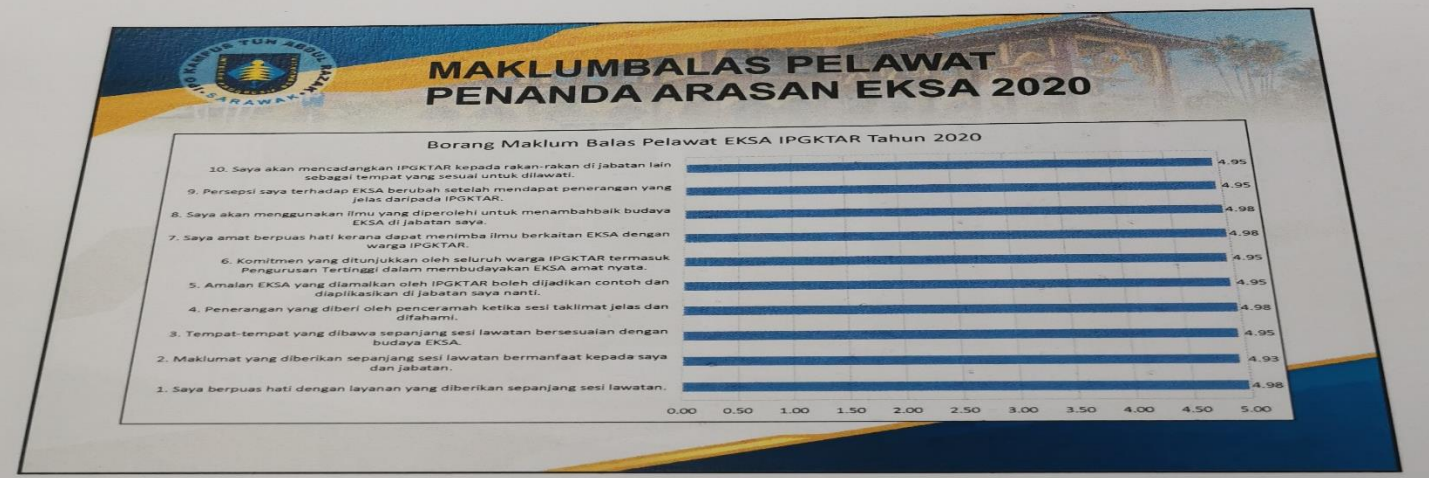 IPG KAMPUS TUN ABDUL RAZAK
SARAWAK
MAKLUMBALAS PELAWAT
PENANDA ARASAN EKSA 2020
Borang Maklum Balas Pelawat EKSA IPGKTAR Tahun 2020
10. Saya akan mencadangkan IPGKTAR kepada rakan-rakan di jabatan lain
sebagai tempat yang sesuai untuk dilawati.
4.95
9. Persepsi saya terhadap EKSA berubah setelah mendapat penerangan yang
jelas daripada IPGKTAR.
4.95
8. Saya akan menggunakan ilmu yang diperolehi untuk menambahbaik budaya
EKSA di jabatan saya.
4.98
7. Saya amat berpuas hati kerana dapat menimba ilmu berkaitan EKSA dengan
warga IPGKTAR.
4.98
6. Komitmen yang ditunjukkan oleh seluruh warga IPGKTAR termasuk
Pengurusan Tertinggi dalam membudayakan EKSA amat nyata.
4.95
5. Amalan EKSA yang diamalkan oleh IPGKTAR boleh dijadikan contoh dan
diaplikasikan di jabatan saya nanti.
4.95
4. Penerangan yang diberi oleh penceramah ketika sesi taklimat jelas dan
difahami.
4.98
3. Tempat-tempat yang dibawa sepanjang sesi lawatan bersesuaian dengan
budaya EKSA.
4.95
2. Maklumat yang diberikan sepanjang sesi lawatan bermanfaat kepada saya
dan jabatan.
4.93
1. Saya berpuas hati dengan layanan yang diberikan sepanjang sesi lawatan.
4.98
0.00 0.50 1.00 1.50 2.00 2.50 3.00 3.50 4.00 4.50 5.00